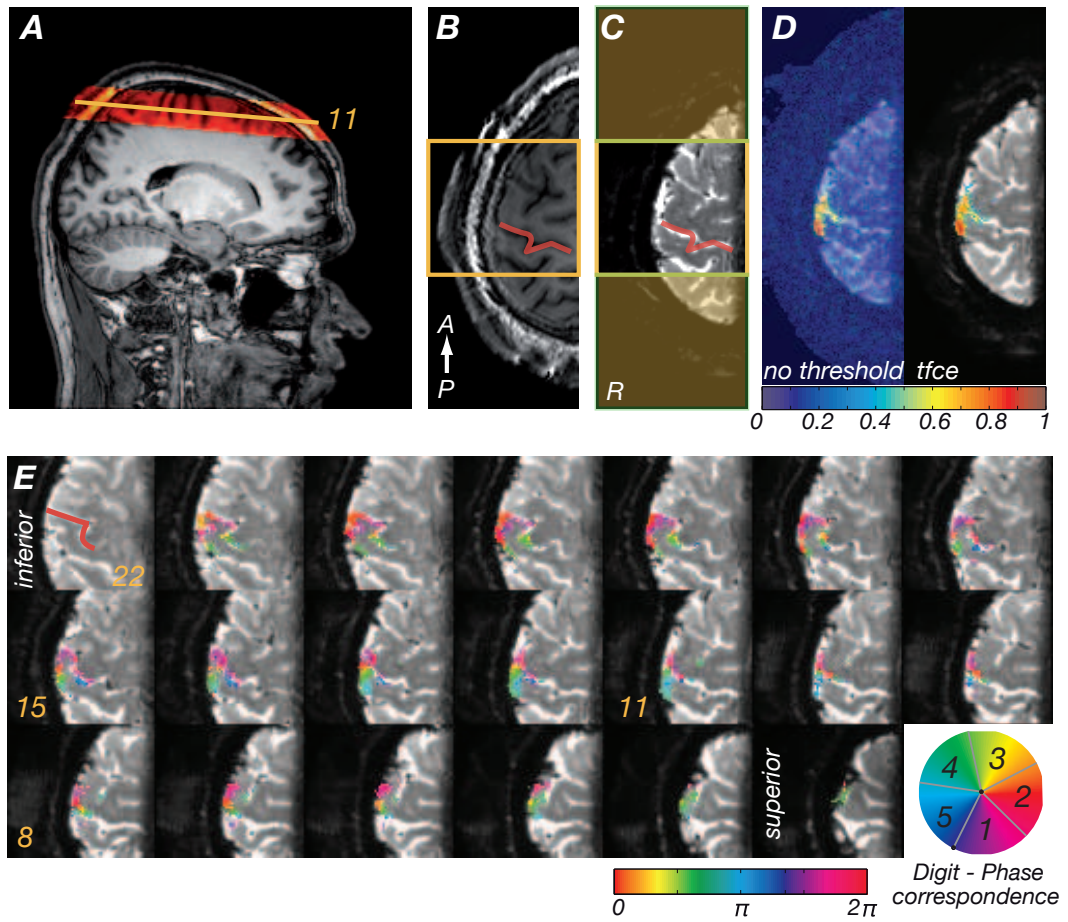 A
11
B
A
P
C
R
D
no threshold tfce
0 0.2 0.4 0.6 0.8 1
E
inferior
22
15
11
8
superior
4 3
5 1 2
Digit - Phase
correspondence
0 π 2π